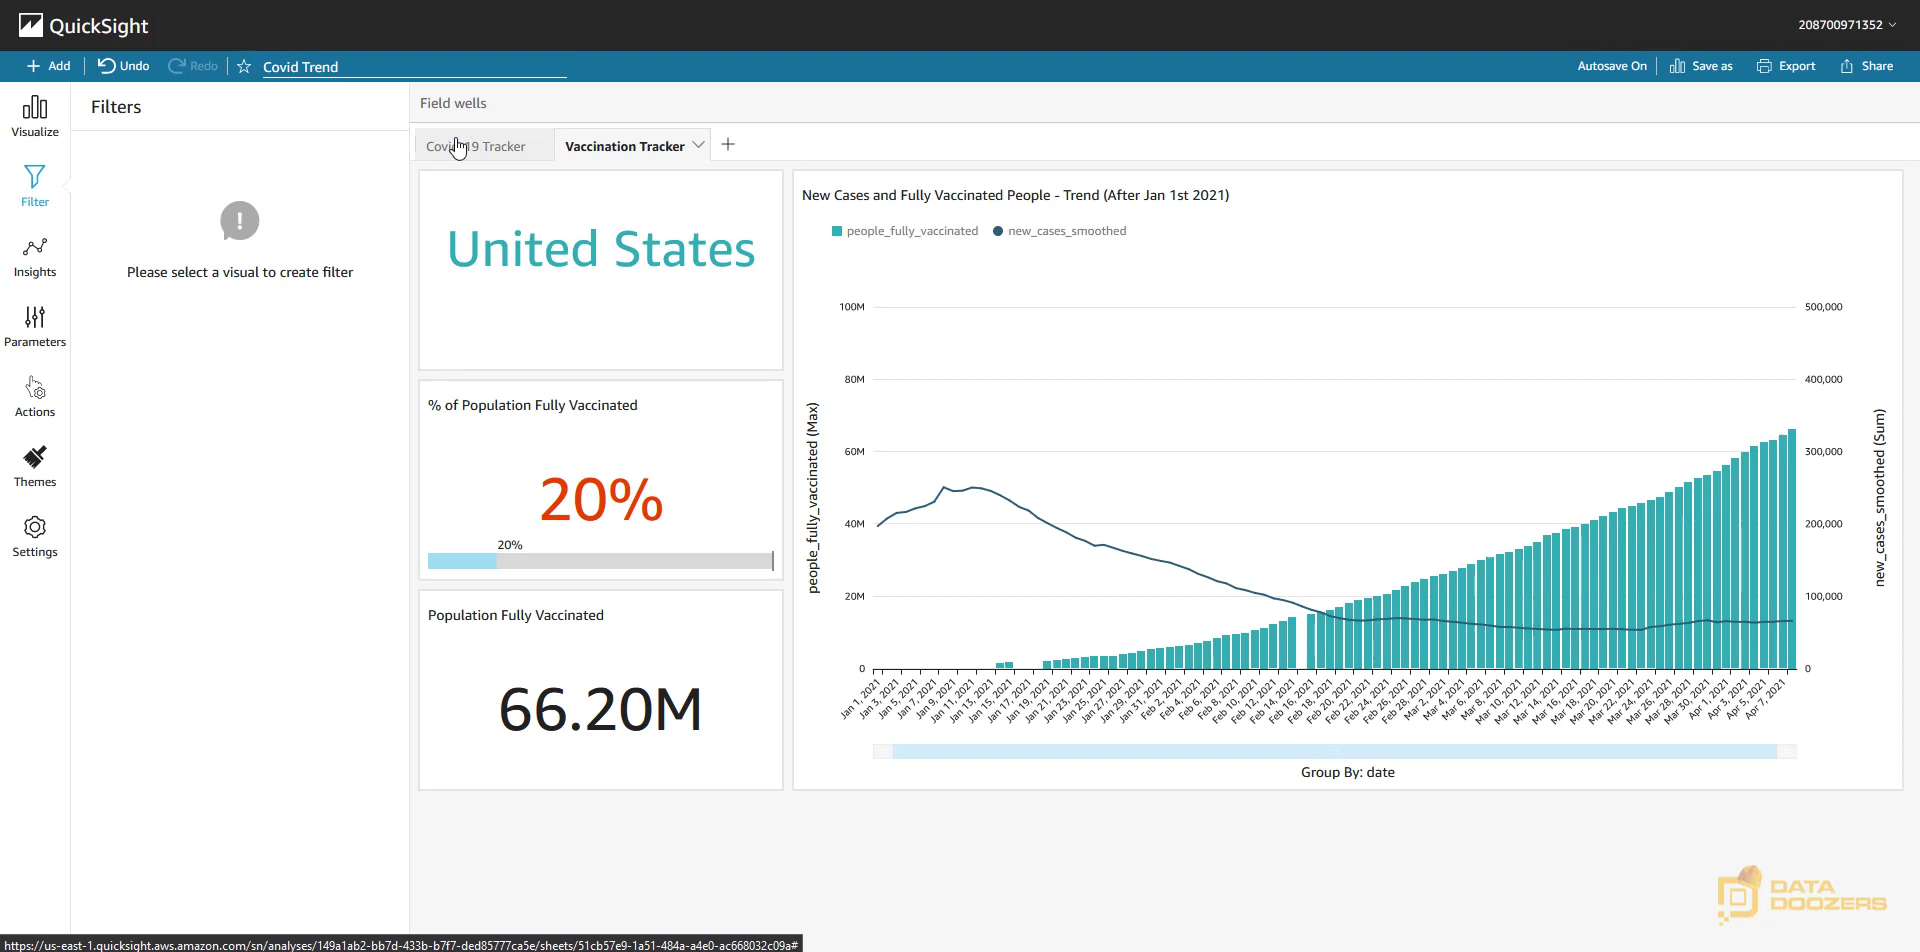 QuickSight
208700971352
Add
Undo
Redo
Covid Trend
Autosave On
Save as
Export
Share
Visualize
Filter
Insights
Parameters
Actions
Themes
Settings
Filters
!
Please select a visual to create filter
Field wells
Covid 19 Tracker
Vaccination Tracker
United States
% of Population Fully Vaccinated
20%
20%
Population Fully Vaccinated
66.20M
New Cases and Fully Vaccinated People - Trend (After Jan 1st 2021)
people_fully_vaccinated
new_cases_smoothed
people_fully_vaccinated (Max)
100M
80M
60M
40M
20M
0
500,000
400,000
300,000
200,000
100,000
0
new_cases_smoothed (Sum)
Jan 1, 2021
Jan 3, 2021
Jan 5, 2021
Jan 7, 2021
Jan 9, 2021
Jan 11, 2021
Jan 13, 2021
Jan 15, 2021
Jan 17, 2021
Jan 19, 2021
Jan 21, 2021
Jan 23, 2021
Jan 25, 2021
Jan 27, 2021
Jan 29, 2021
Jan 31, 2021
Feb 2, 2021
Feb 4, 2021
Feb 6, 2021
Feb 8, 2021
Feb 10, 2021
Feb 12, 2021
Feb 14, 2021
Feb 16, 2021
Feb 18, 2021
Feb 20, 2021
Feb 22, 2021
Feb 24, 2021
Feb 26, 2021
Feb 28, 2021
Mar 2, 2021
Mar 4, 2021
Mar 6, 2021
Mar 8, 2021
Mar 10, 2021
Mar 12, 2021
Mar 14, 2021
Mar 16, 2021
Mar 18, 2021
Mar 20, 2021
Mar 22, 2021
Mar 24, 2021
Mar 26, 2021
Mar 28, 2021
Mar 30, 2021
Apr 1, 2021
Apr 3, 2021
Apr 5, 2021
Apr 7, 2021
Group By: date
DATA
DOOZERS
https://us-east-1.quicksight.aws.amazon.com/sn/analyses/149a1ab2-bb7d-433b-b7f7-ded85777ca5e/sheets/51cb57e9-1a51-484a-a4e0-ac668032c09a#